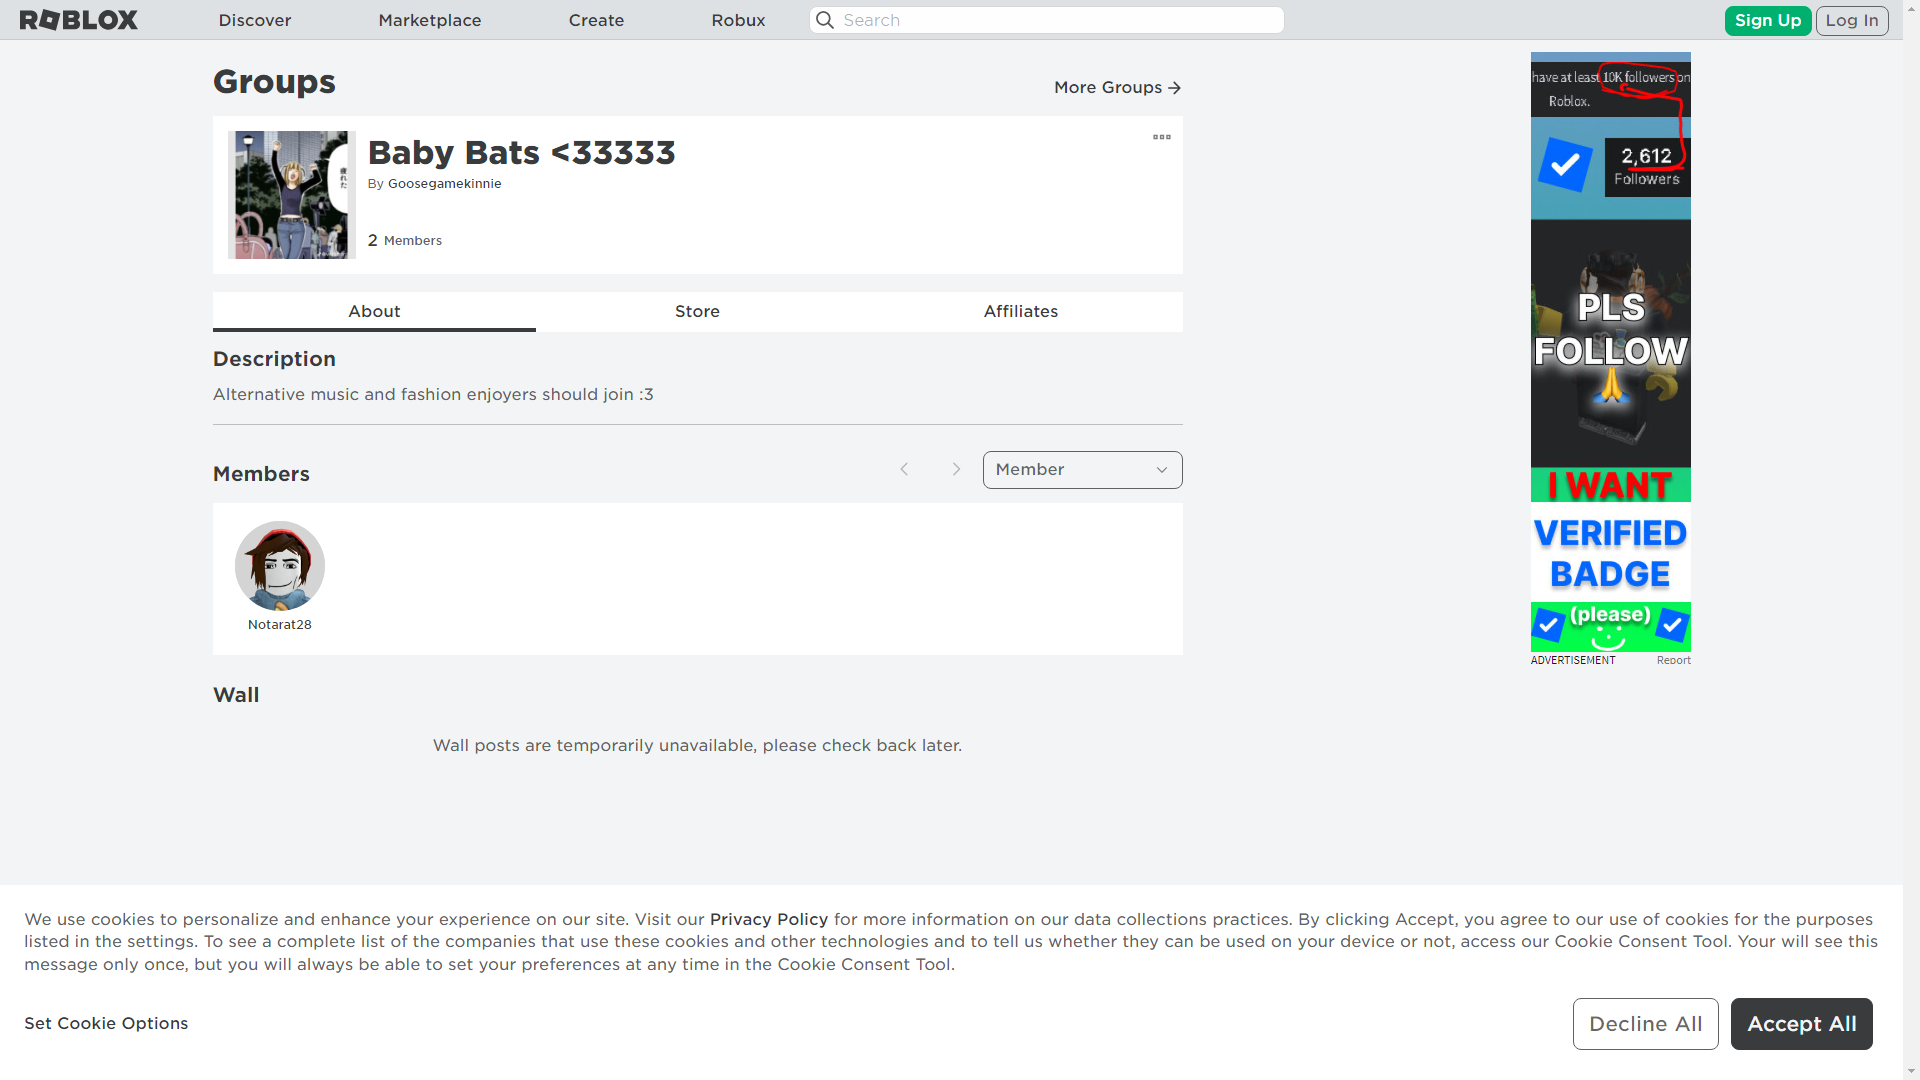 ROBLOX
Discover
Marketplace
Create
Robux
Search
Sign Up
Log In
Groups
More Groups
Baby Bats <33333
By Goosegamekinnie
2 Members
About
Store
Affiliates
Description
Alternative music and fashion enjoyers should join :3
Members
Member
Notarat28
Wall
Wall posts are temporarily unavailable, please check back later.
have at least 10K followers on
Roblox.
2,612
Followers
PLS
FOLLOW
I WANT
VERIFIED
BADGE
(please)
ADVERTISEMENT
Report
We use cookies to personalize and enhance your experience on our site. Visit our Privacy Policy for more information on our data collections practices. By clicking Accept, you agree to our use of cookies for the purposes
listed in the settings. To see a complete list of the companies that use these cookies and other technologies and to tell us whether they can be used on your device or not, access our Cookie Consent Tool. Your will see this
message only once, but you will always be able to set your preferences at any time in the Cookie Consent Tool.
Set Cookie Options
Decline All
Accept All